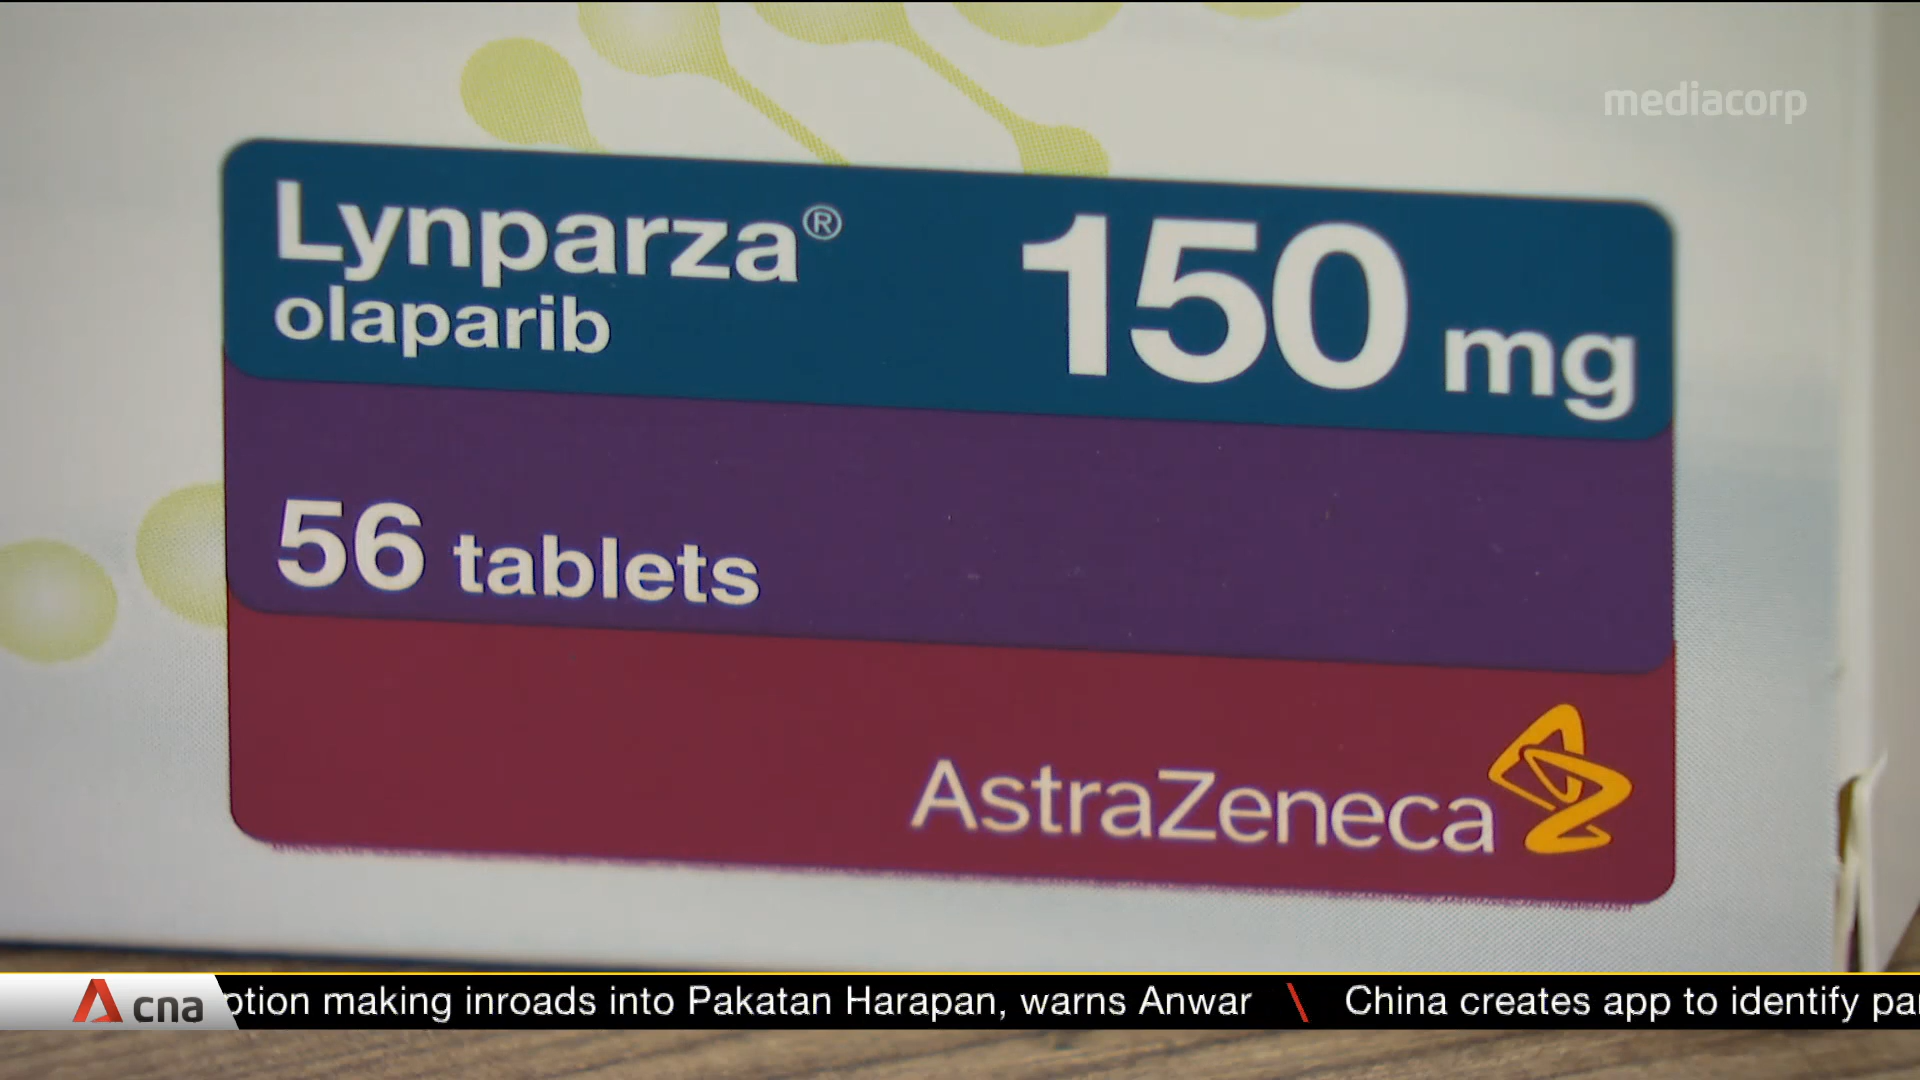 mediacorp
Lynparza®
olaparib
150 mg
56 tablets
AstraZeneca
cna
ption making inroads into Pakatan Harapan, warns Anwar \ China creates app to identify